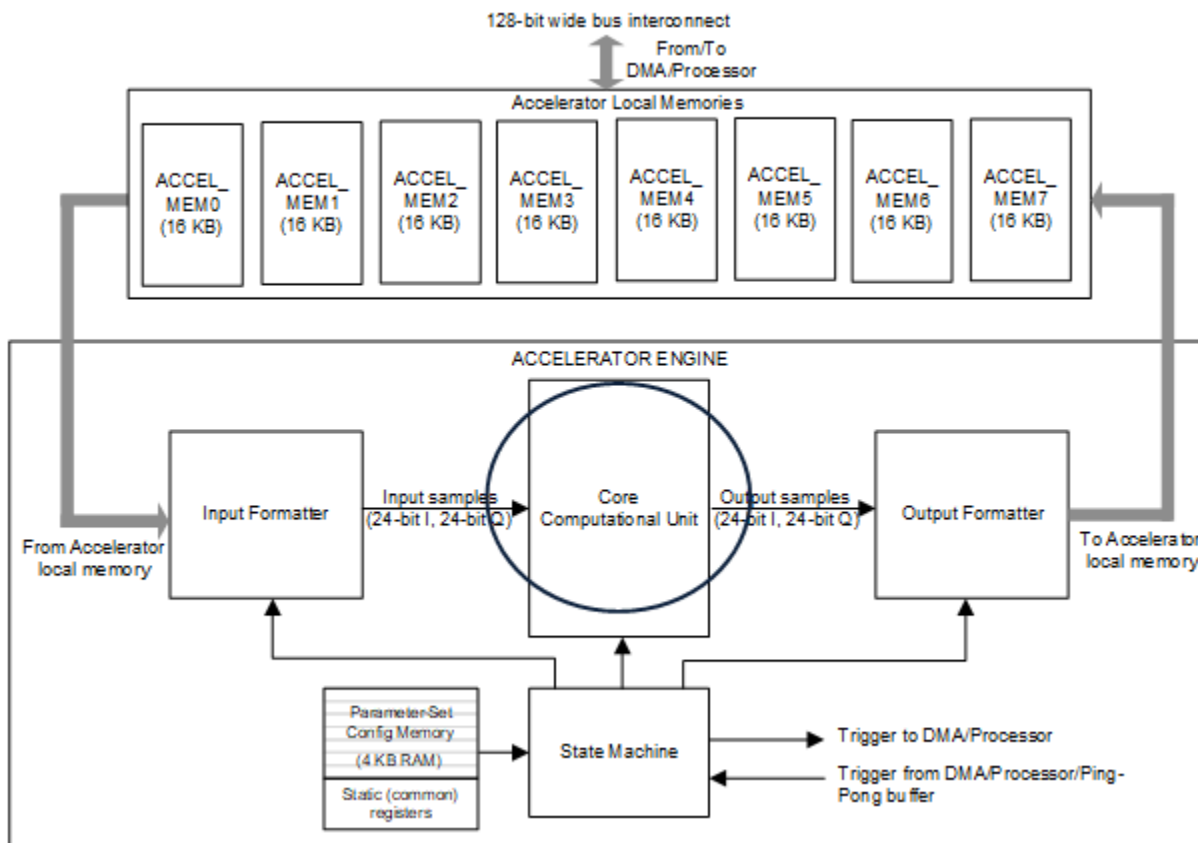 128-bit wide bus interconnect
From/To
DMA/Processor
Accelerator Local Memories
ACCEL_
MEM0
(16 KB)
ACCEL_
MEM1
(16 KB)
ACCEL_
MEM2
(16 KB)
ACCEL_
MEM3
(16 KB)
ACCEL_
MEM4
(16 KB)
ACCEL_
MEM5
(16 KB)
ACCEL_
MEM6
(16 KB)
ACCEL_
MEM7
(16 KB)
ACCELERATOR ENGINE
Input Formatter
Input samples
(24-bit I, 24-bit Q)
Core
Computational Unit
Output samples
(24-bit I, 24-bit Q)
Output Formatter
From Accelerator
local memory
To Accelerator
local memory
Parameter-Set
Config Memory
(4 KB RAM)
Static (common)
registers
State Machine
Trigger to DMA/Processor
Trigger from DMA/Processor/Ping-
Pong buffer